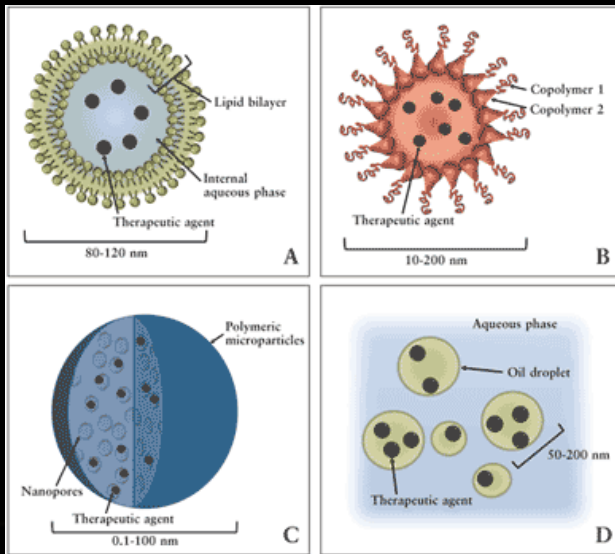 Lipid bilayer
Internal
aqueous phase
Therapeutic agent
80-120 nm
A
Copolymer 1
Copolymer 2
Therapeutic agent
10-200 nm
B
Polymeric
microparticles
Nanopores
Therapeutic agent
0.1-100 nm
C
Aqueous phase
Oil droplet
50-200 nm
Therapeutic agent
D